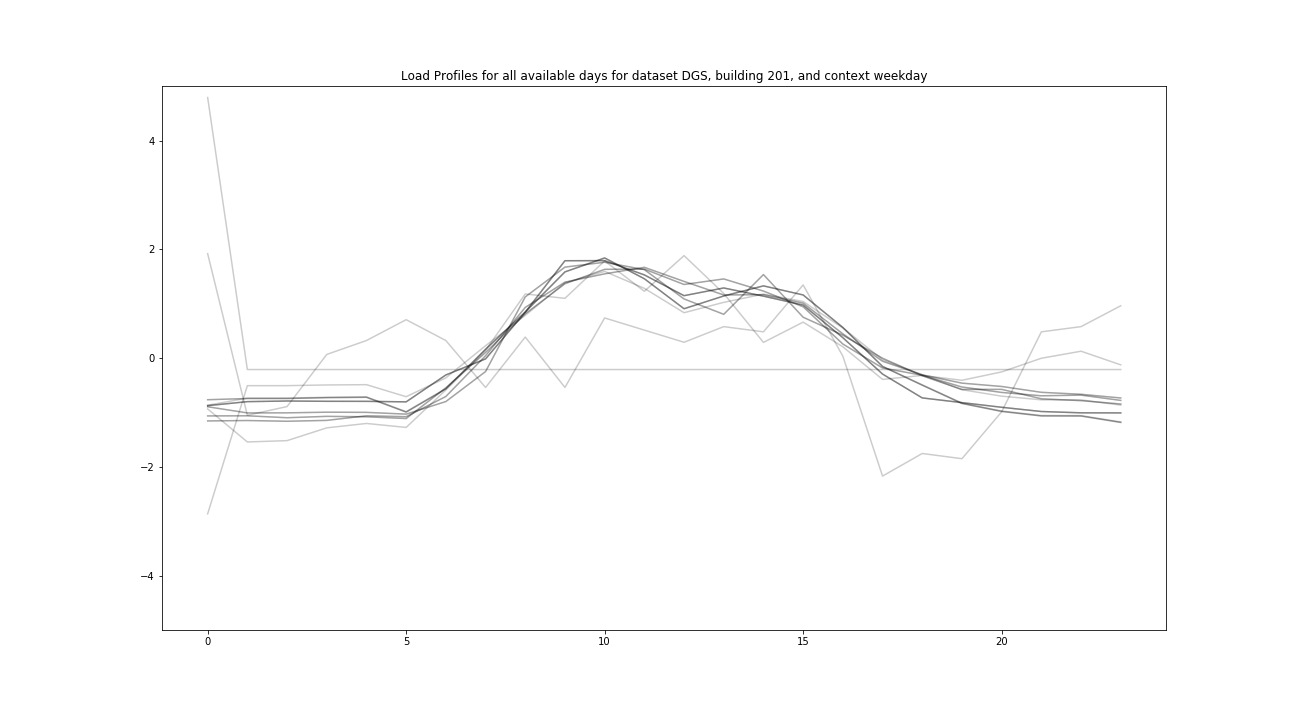 Load Profiles for all available days for dataset DGS, building 201, and context weekday
4
2
0
−2
−4
0 5 10 15 20